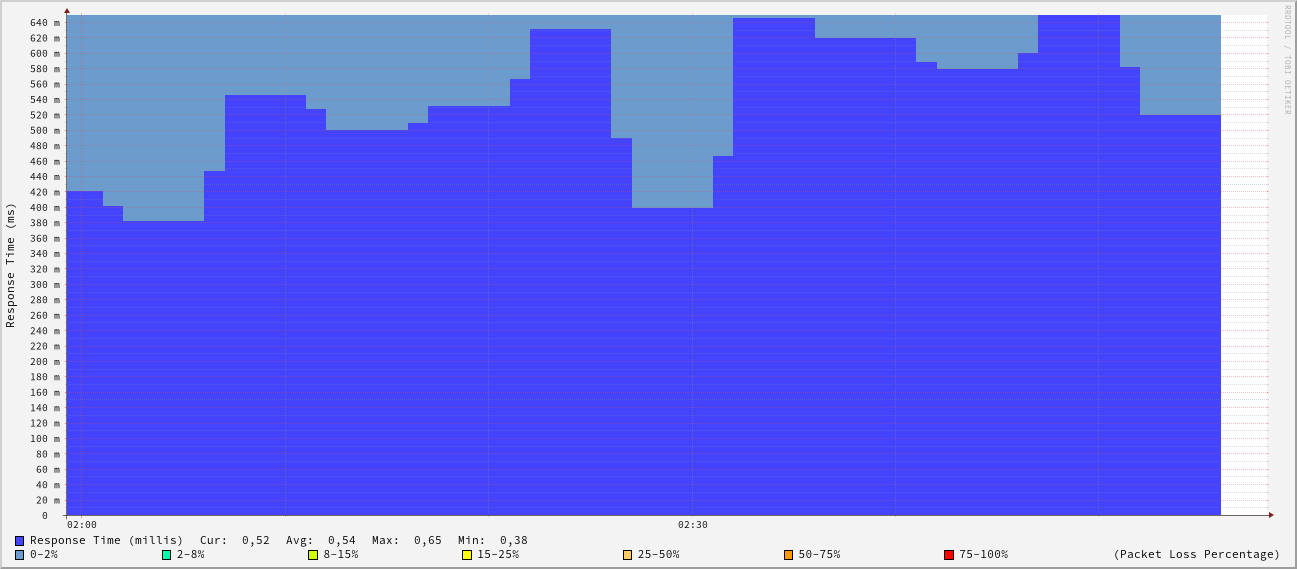 640 m
620 m
600 m
580 m
560 m
540 m
520 m
500 m
480 m
460 m
440 m
420 m
400 m
380 m
360 m
340 m
320 m
300 m
280 m
260 m
240 m
220 m
200 m
180 m
160 m
140 m
120 m
100 m
80 m
60 m
40 m
20 m
0
Response Time (ms)
RRDTOOL / TOBI OETIKER
02:00 02:30
Response Time (millis) Cur: 0,52 Avg: 0,54 Max: 0,65 Min: 0,38
0-2% 2-8% 8-15% 15-25% 25-50% 50-75% 75-100% (Packet Loss Percentage)